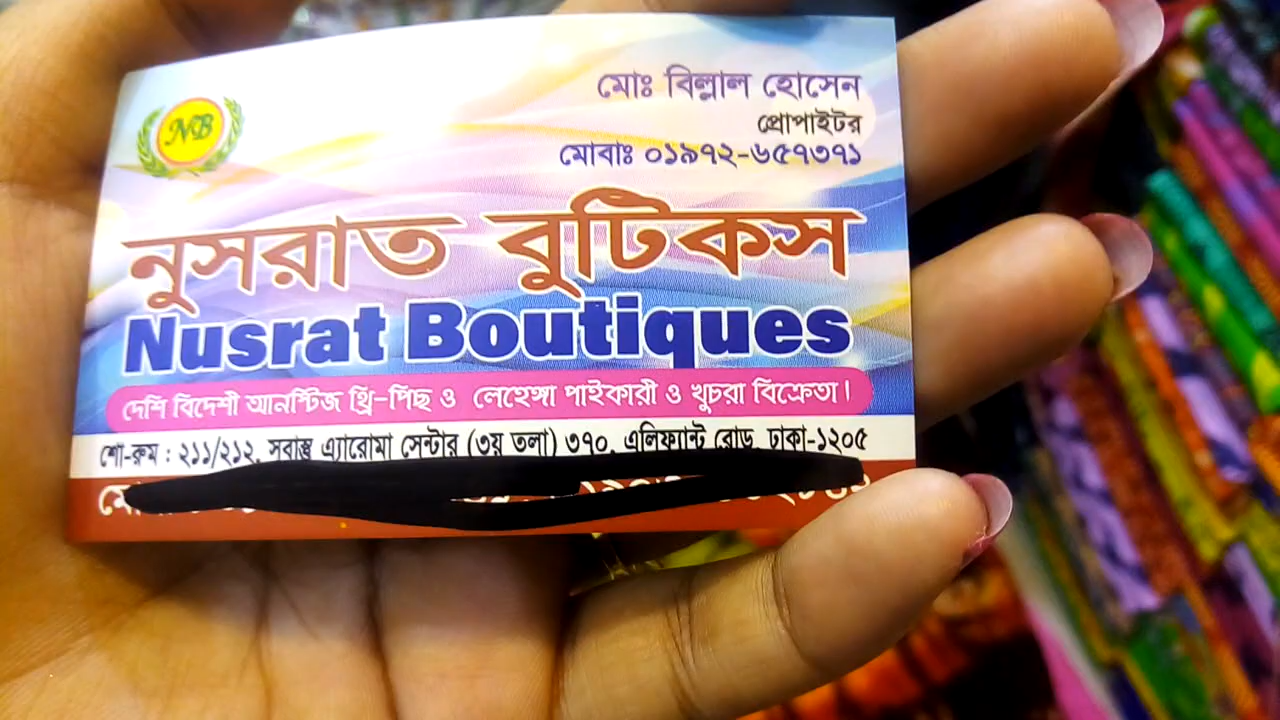 NB
মোঃ বিল্লাল হোসেন
প্রোপাইটর
মোবাঃ ০১৯৭২-৬৫৭৩৭১
নুসরাত বুটিকস
Nusrat Boutiques
দেশি বিদেশী আনস্টিজ থ্রি-পিছ ও লেহেঙ্গা পাইকারী ও খুচরা বিক্রেতা।
শো-রুম : ২১১/২১২, সবাস্তু এ্যারোমা সেন্টার (৩য় তলা) ৩৭০, এলিফ্যান্ট রোড, ঢাকা-১২০৫